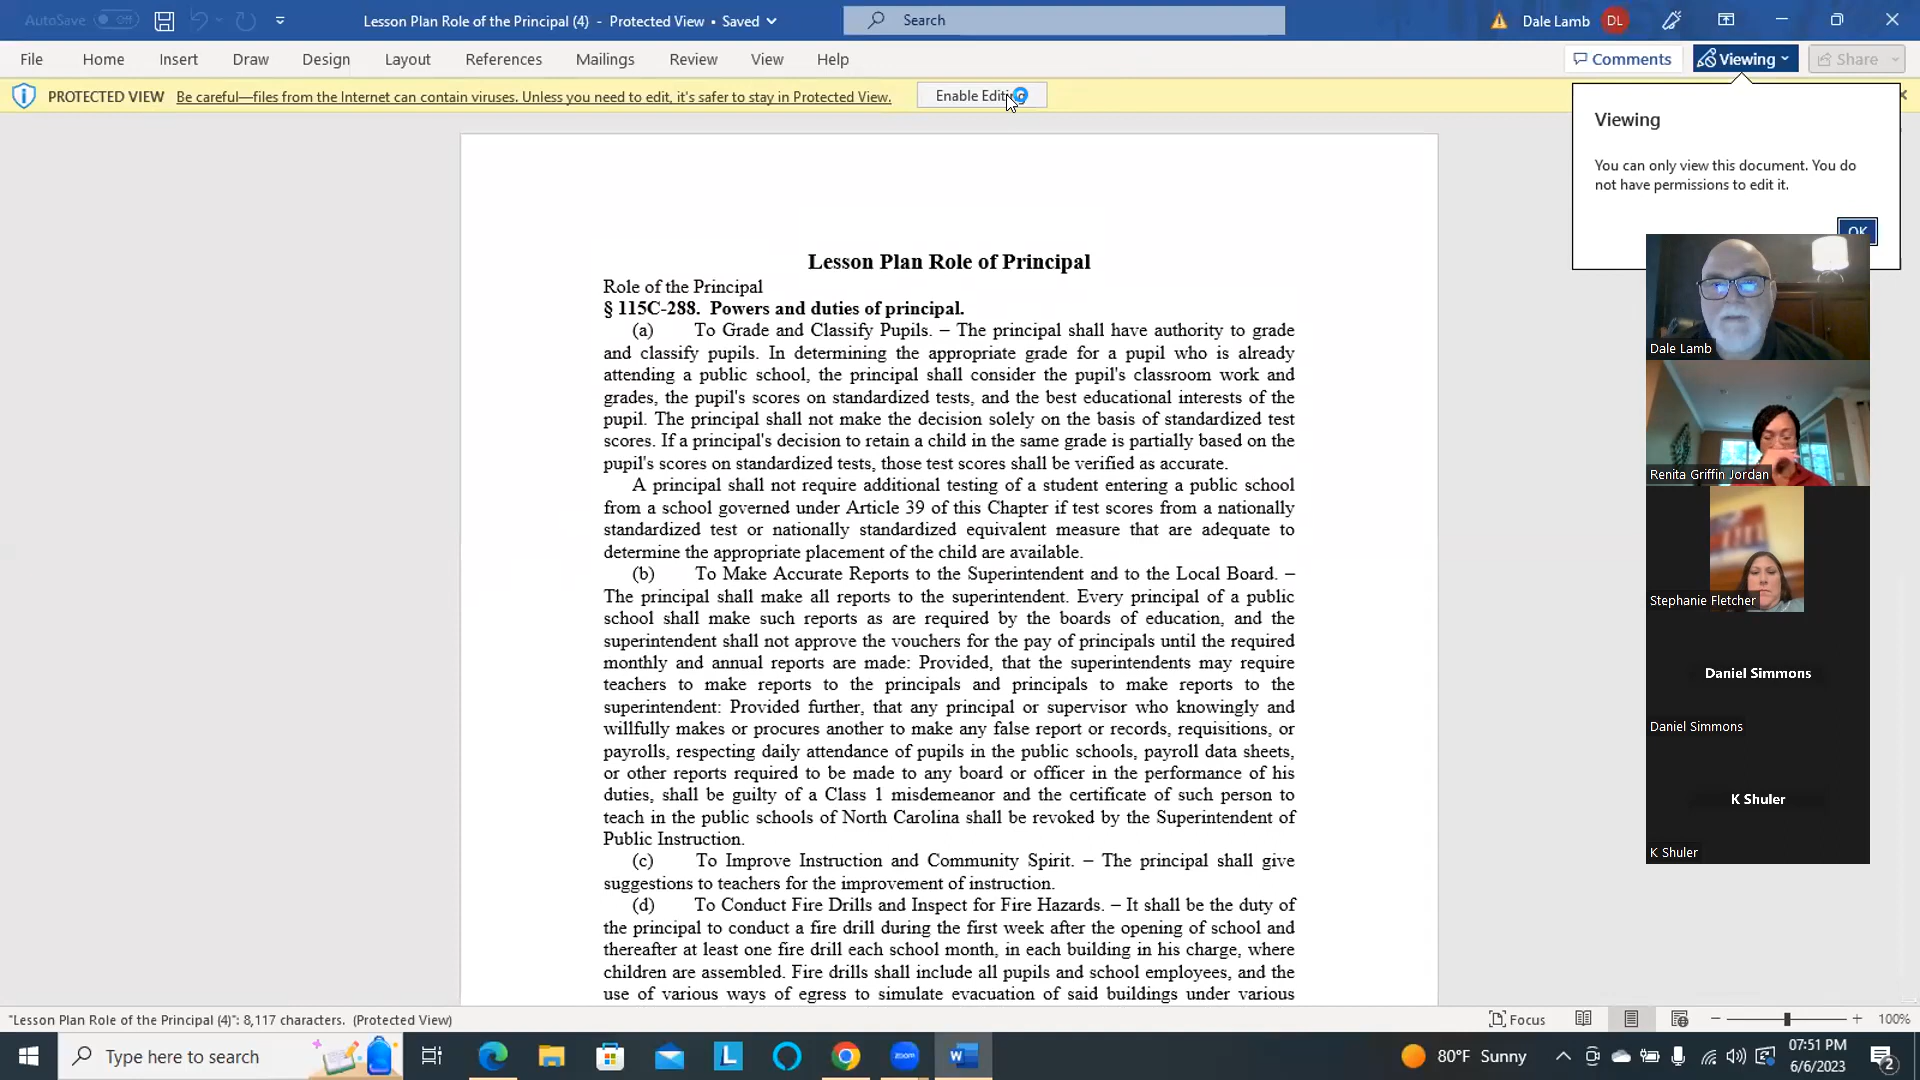 AutoSave Off Lesson Plan Role of the Principal (4) - Protected View • Saved Search Dale Lamb DL
File Home Insert Draw Design Layout References Mailings Review View Help Comments Viewing Share
PROTECTED VIEW Be careful—files from the Internet can contain viruses. Unless you need to edit, it's safer to stay in Protected View. Enable Editing
Viewing
You can only view this document. You do
not have permissions to edit it.
OK
Lesson Plan Role of Principal
Role of the Principal
§ 115C-288. Powers and duties of principal.
(a) To Grade and Classify Pupils. – The principal shall have authority to grade
and classify pupils. In determining the appropriate grade for a pupil who is already
attending a public school, the principal shall consider the pupil's classroom work and
grades, the pupil's scores on standardized tests, and the best educational interests of the
pupil. The principal shall not make the decision solely on the basis of standardized test
scores. If a principal's decision to retain a child in the same grade is partially based on the
pupil's scores on standardized tests, those test scores shall be verified as accurate.
A principal shall not require additional testing of a student entering a public school
from a school governed under Article 39 of this Chapter if test scores from a nationally
standardized test or nationally standardized equivalent measure that are adequate to
determine the appropriate placement of the child are available.
(b) To Make Accurate Reports to the Superintendent and to the Local Board. –
The principal shall make all reports to the superintendent. Every principal of a public
school shall make such reports as are required by the boards of education, and the
superintendent shall not approve the vouchers for the pay of principals until the required
monthly and annual reports are made: Provided, that the superintendents may require
teachers to make reports to the principals and principals to make reports to the
superintendent: Provided further, that any principal or supervisor who knowingly and
willfully makes or procures another to make any false report or records, requisitions, or
payrolls, respecting daily attendance of pupils in the public schools, payroll data sheets,
or other reports required to be made to any board or officer in the performance of his
duties, shall be guilty of a Class 1 misdemeanor and the certificate of such person to
teach in the public schools of North Carolina shall be revoked by the Superintendent of
Public Instruction.
(c) To Improve Instruction and Community Spirit. – The principal shall give
suggestions to teachers for the improvement of instruction.
(d) To Conduct Fire Drills and Inspect for Fire Hazards. – It shall be the duty of
the principal to conduct a fire drill during the first week after the opening of school and
thereafter at least one fire drill each school month, in each building in his charge, where
children are assembled. Fire drills shall include all pupils and school employees, and the
use of various ways of egress to simulate evacuation of said buildings under various
Dale Lamb
Renita Griffin Jordan
Stephanie Fletcher
Daniel Simmons
Daniel Simmons
K Shuler
K Shuler
"Lesson Plan Role of the Principal (4)": 8,117 characters. (Protected View) Focus 100%
Type here to search L zoom W 80°F Sunny 07:51 PM
6/6/2023 2